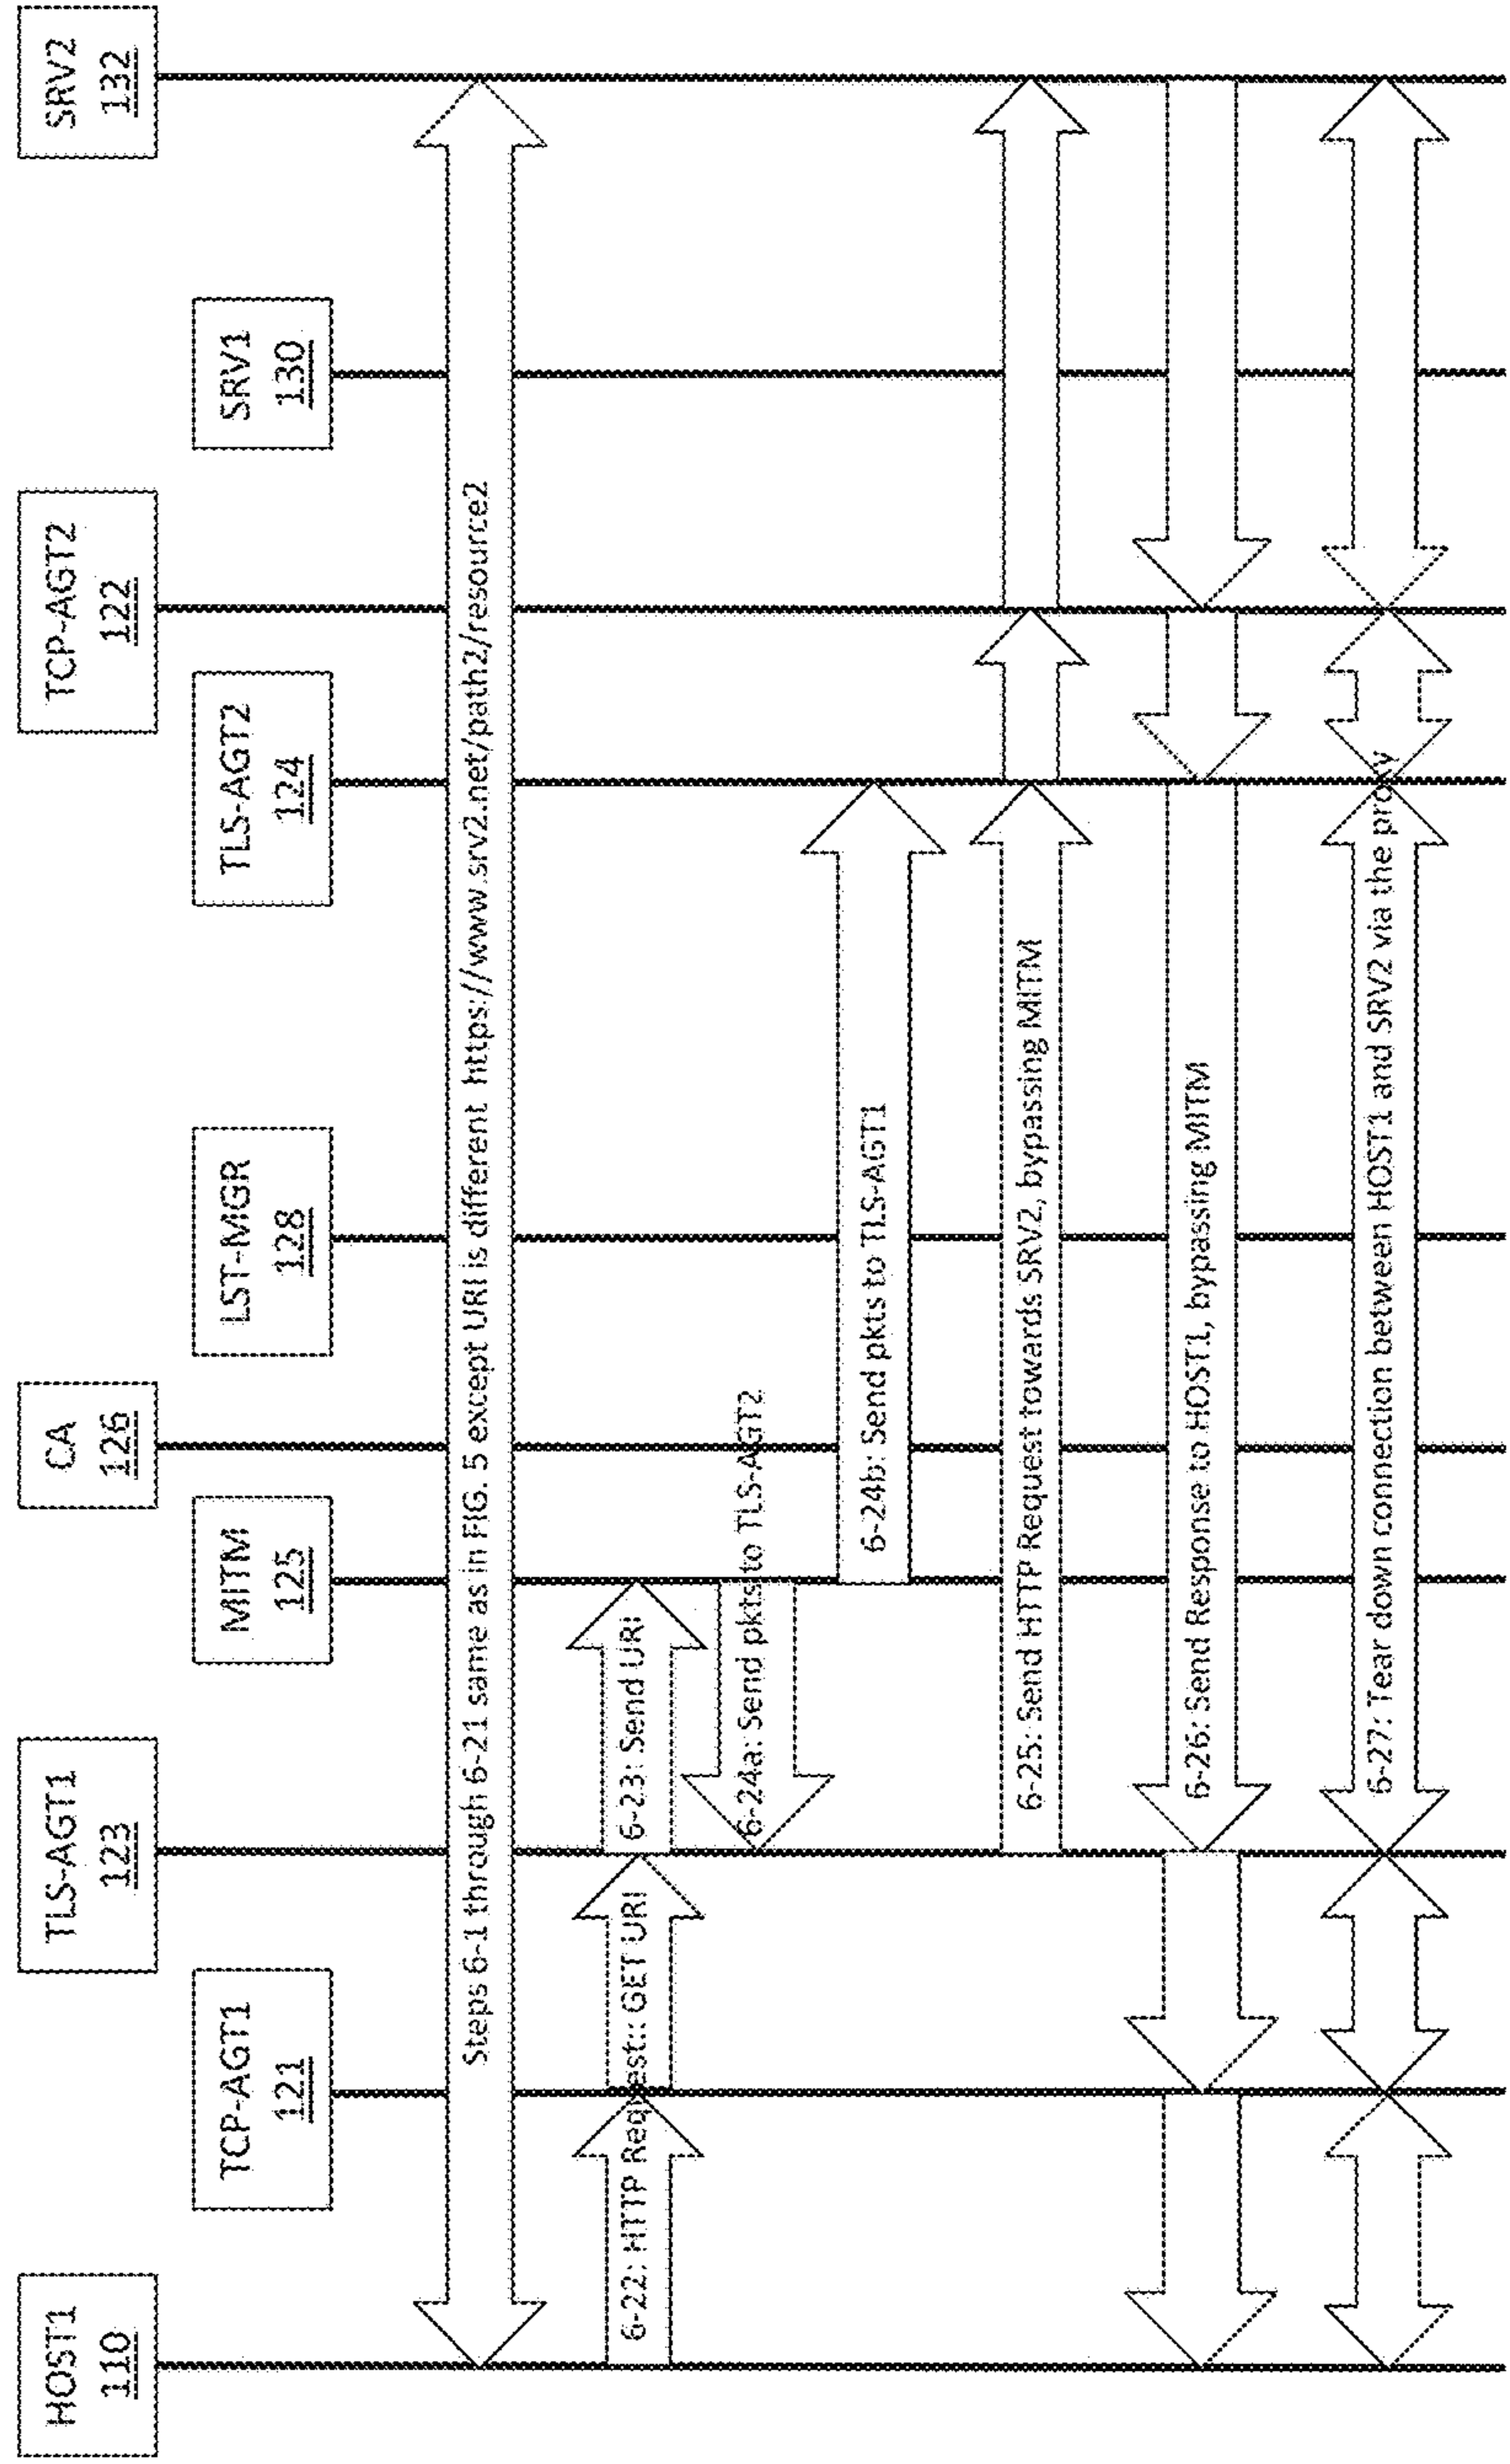 HOST1
110
TCP-AGT1
121
TLS-AGT1
123
MITM
125
CA
126
LST-MGR
128
TLS-AGT2
124
TCP-AGT2
122
SRV1
130
SRV2
132
Steps 6-1 through 6-21 same as in FIG. 5 except URI is different https://www.srv2.net/path2/resource2
6-22: HTTP Request:: GET URI
6-23: Send URI
6-24a: Send pkts to TLS-AGT2
6-24b: Send pkts to TLS-AGT1
6-25: Send HTTP Request towards SRV2, bypassing MITM
6-26: Send Response to HOST1, bypassing MITM
6-27: Tear down connection between HOST1 and SRV2 via the proxy